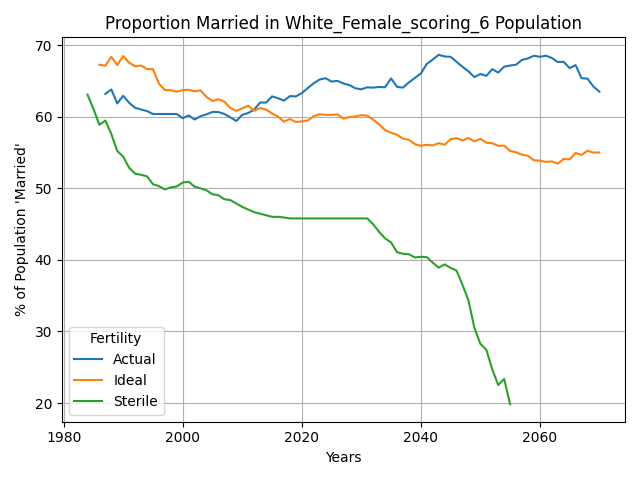 Proportion Married in White_Female_scoring_6 Population
% of Population 'Married'
70
60
50
40
30
20
Fertility
Actual
Ideal
Sterile
1980
2000
2020
2040
2060
Years